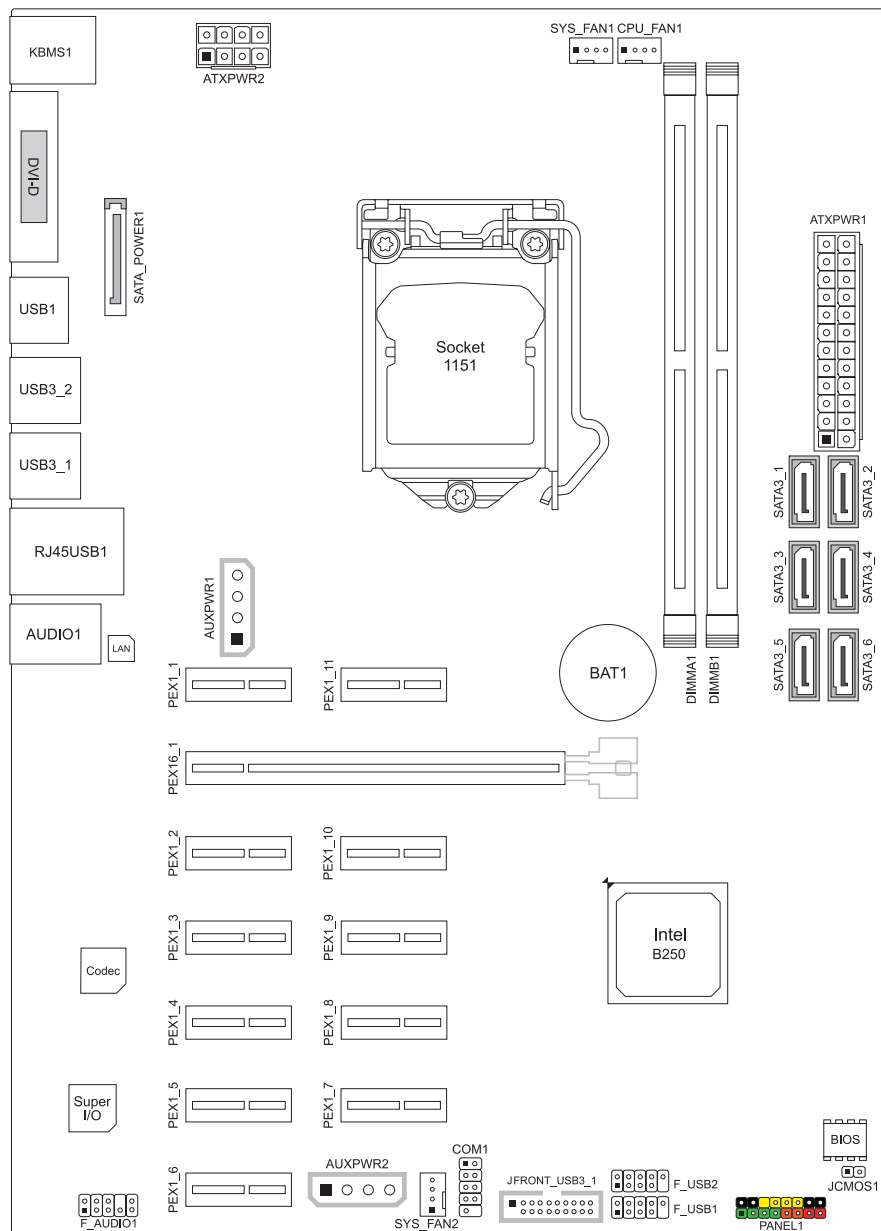 SYS_FAN1 CPU_FAN1
KBMS1
ATXPWR2
DVI-D
SATA_POWER1
ATXPWR1
USB1
Socket
1151
USB3_2
USB3_1
SATA3_1
SATA3_2
RJ45USB1
SATA3_3
SATA3_4
AUXPWR1
AUDIO1
LAN
SATA3_5
SATA3_6
PEX1_1
PEX1_11
BAT1
DIMMA1
DIMMB1
PEX16_1
PEX1_2
PEX1_10
PEX1_3
PEX1_9
Intel
B250
Codec
PEX1_4
PEX1_8
PEX1_5
PEX1_7
Super
I/O
BIOS
COM1
AUXPWR2
PEX1_6
JFRONT_USB3_1
F_USB2
JCMOS1
F_USB1
F_AUDIO1
SYS_FAN2
PANEL1